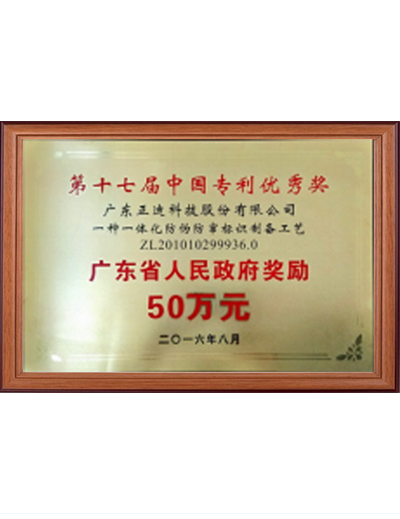 第十七届中国专利优秀奖
广东正迪科技股份有限公司
一种一体化防伪防窜标识制备工艺
ZL201010299936.0
广东省人民政府奖励
50万元
二〇一六年八月